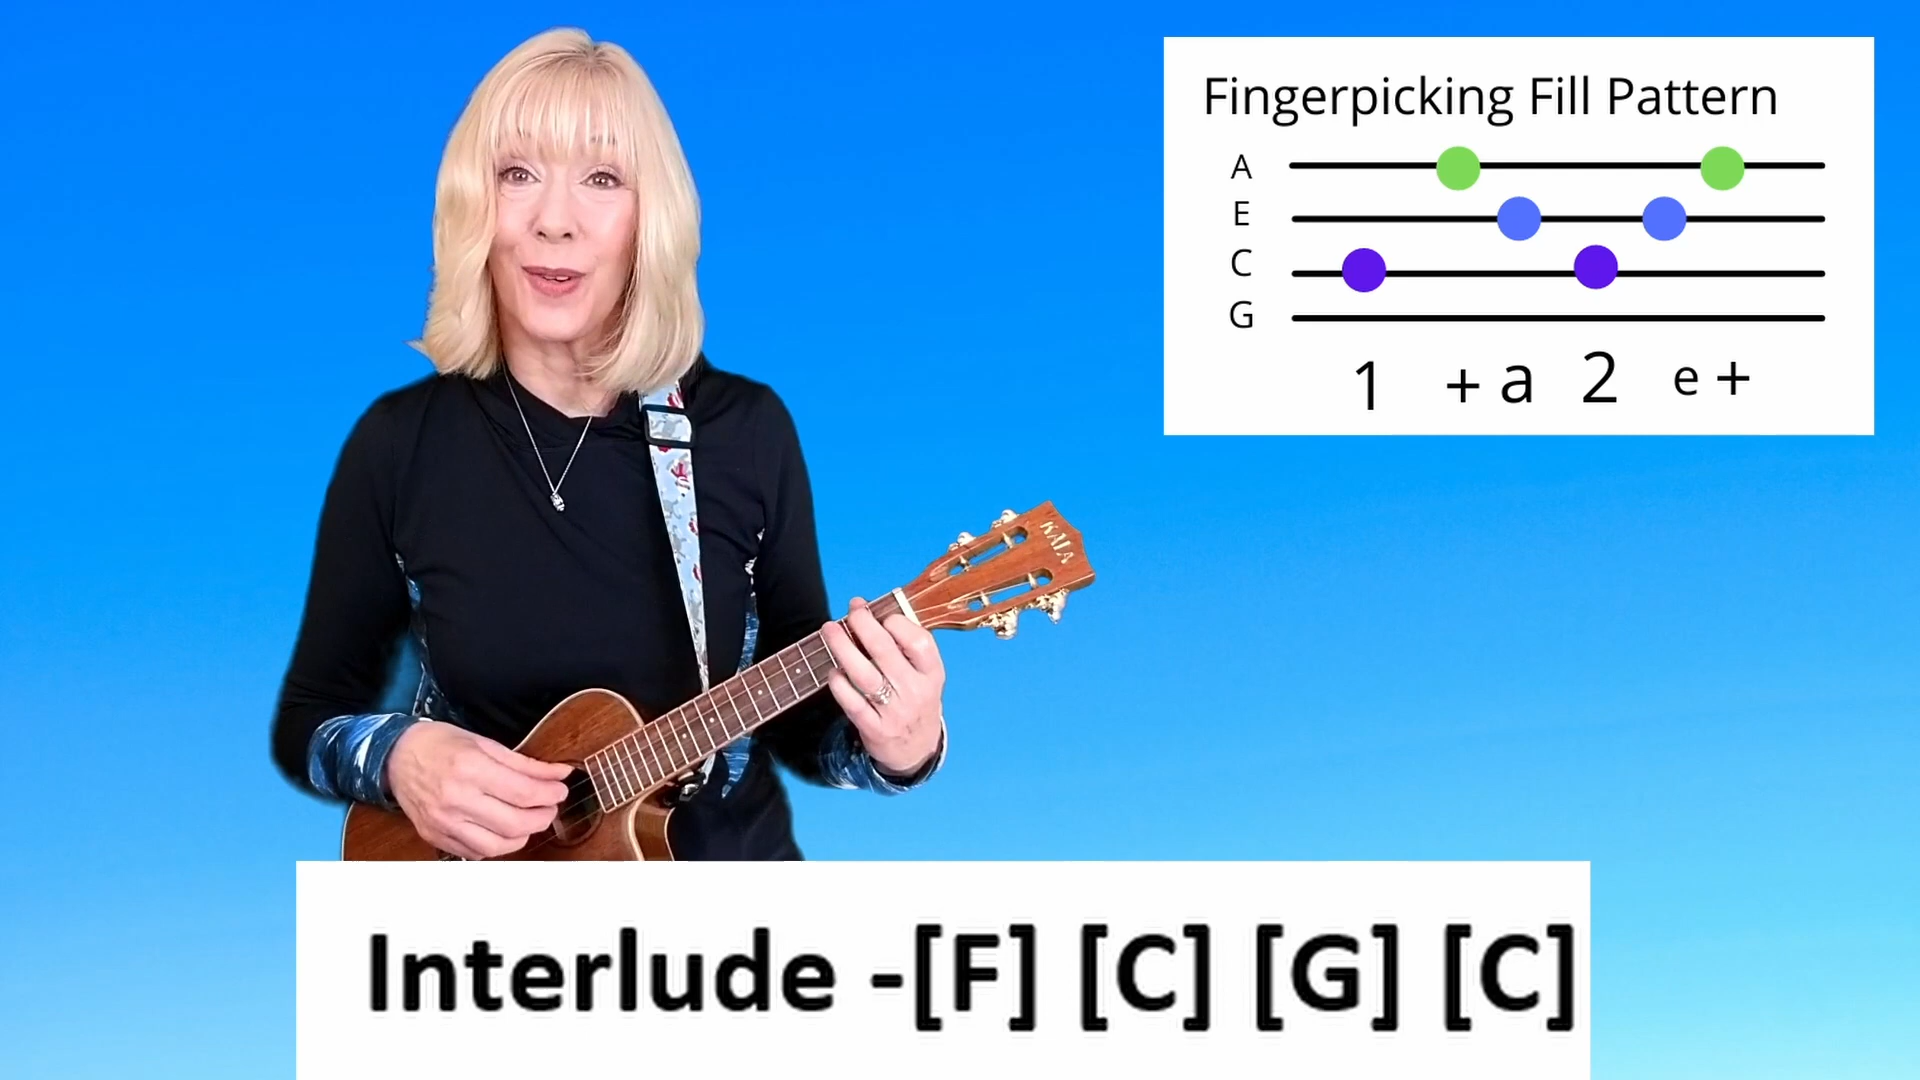 Fingerpicking Fill Pattern
A
E
C
G
1 + a 2 e +
KALA
Interlude -[F] [C] [G] [C]